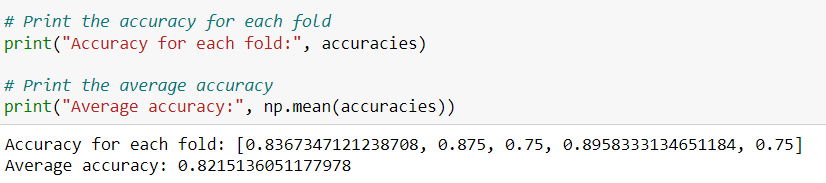 # Print the accuracy for each fold
print("Accuracy for each fold:", accuracies)
# Print the average accuracy
print("Average accuracy:", np.mean(accuracies))
Accuracy for each fold: [0.8367347121238708, 0.875, 0.75, 0.8958333134651184, 0.75]
Average accuracy: 0.8215136051177978